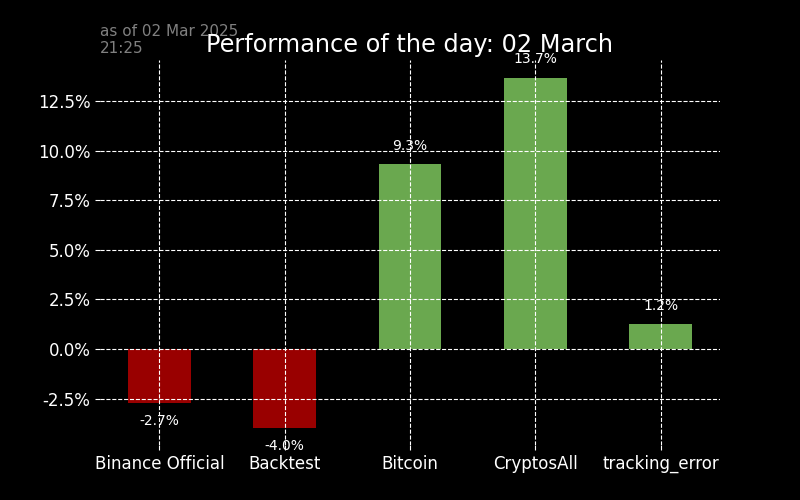 as of 02 Mar 2025
21:25
Performance of the day: 02 March
13.7%
12.5%
10.0%
9.3%
7.5%
5.0%
2.5%
1.2%
0.0%
-2.5%
-2.7%
-4.0%
Binance Official
Backtest
Bitcoin
CryptosAll
tracking_error